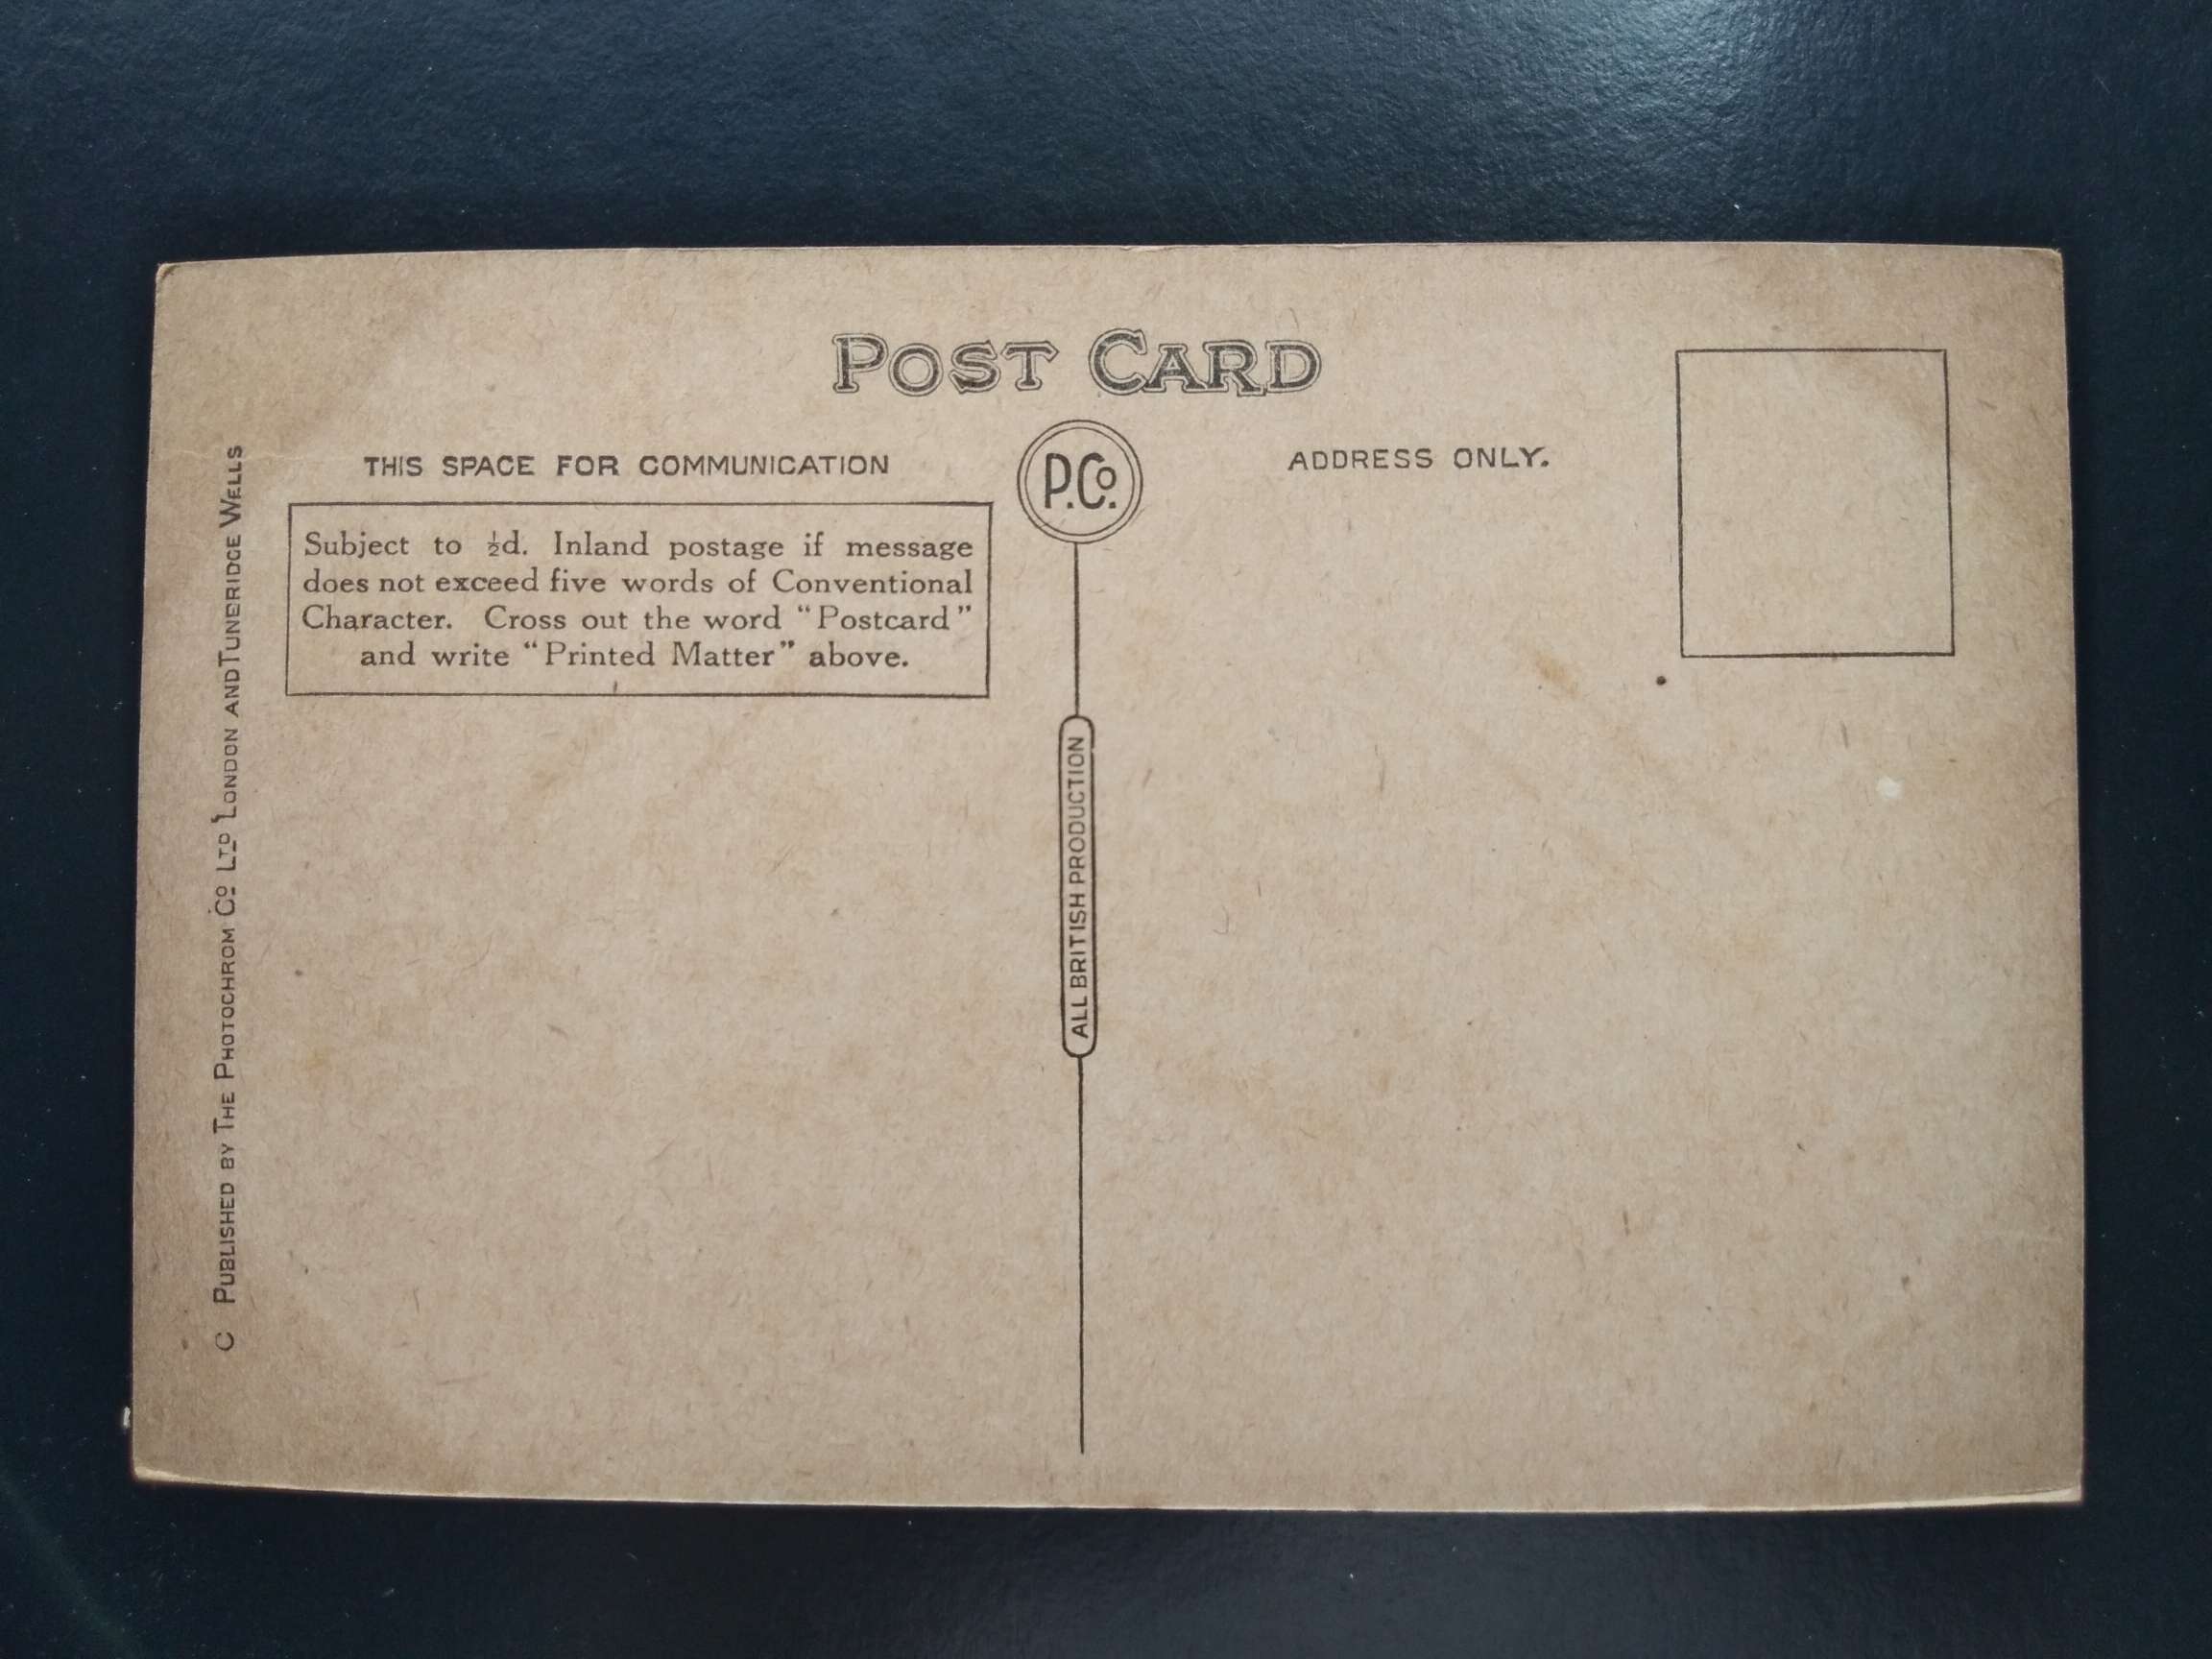 POST CARD
THIS SPACE FOR COMMUNICATION
P.Co.
ADDRESS ONLY.
Subject to ½d. Inland postage if message
does not exceed five words of Conventional
Character. Cross out the word "Postcard"
and write "Printed Matter" above.
ALL BRITISH PRODUCTION
C PUBLISHED BY THE PHOTOCHROM CO LTD LONDON AND TUNBRIDGE WELLS